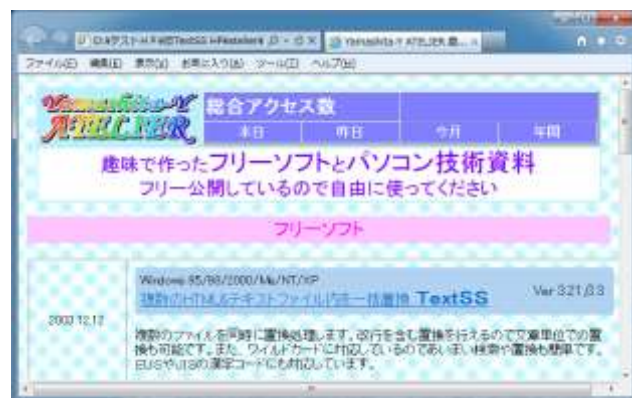 Yamashita-Y ATELIER 農...
ファイル(F) 編集(E) 表示(V) お気に入り(A) ツール(T) ヘルプ(H)
Yamashita-Y
ATELIER
総合アクセス数
本日 昨日 今月 年間
趣味で作ったフリーソフトとパソコン技術資料
フリー公開しているので自由に使ってください
フリーソフト
Windows 95/98/2000/Me/NT/XP
複数のHTML&テキストファイル内を一括置換 TextSS
Ver 3.21β3
2003.12.12
複数のファイルを同時に置換処理します。改行を含む置換を行えるので文章単位での置
換も可能です。また、ワイルドカードに対応しているのであいまい検索や置換も簡単です。
EUCやJISの漢字コードにも対応しています。